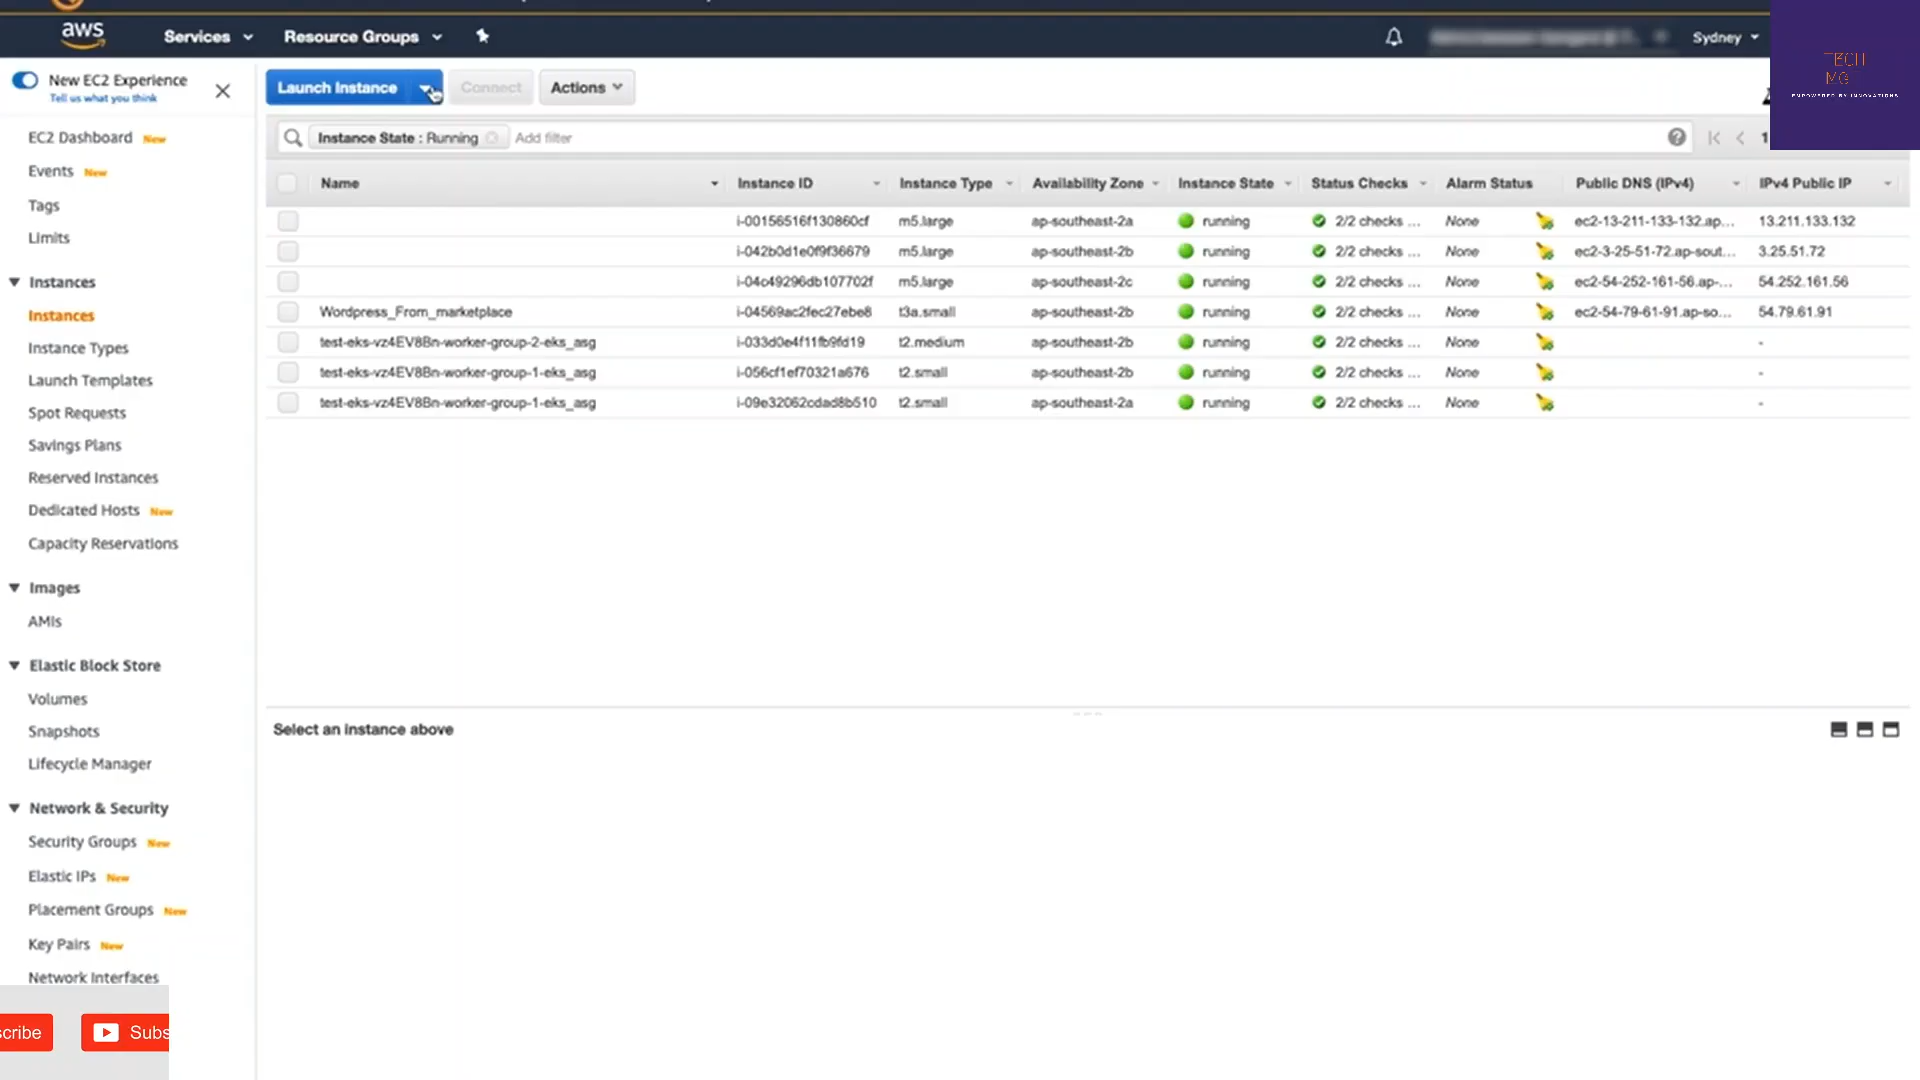 aws Services Resource Groups Sydney
TECH
MG
EMPOWERED BY INNOVATIONS
New EC2 Experience
Tell us what you think
Launch Instance Connect Actions
Instance State : Running Add filter 1
EC2 Dashboard New
Events New
Tags
Limits
Instances
Instances
Instance Types
Launch Templates
Spot Requests
Savings Plans
Reserved Instances
Dedicated Hosts New
Capacity Reservations
Images
AMIs
Elastic Block Store
Volumes
Snapshots
Lifecycle Manager
Network & Security
Security Groups New
Elastic IPs New
Placement Groups New
Key Pairs New
Network Interfaces
Name Instance ID Instance Type Availability Zone Instance State Status Checks Alarm Status Public DNS (IPv4) IPv4 Public IP
i-00156516f130860cf m5.large ap-southeast-2a running 2/2 checks ... None ec2-13-211-133-132.ap... 13.211.133.132
i-042b0d1e0f9f36679 m5.large ap-southeast-2b running 2/2 checks ... None ec2-3-25-51-72.ap-sout... 3.25.51.72
i-04c49296db107702f m5.large ap-southeast-2c running 2/2 checks ... None ec2-54-252-161-56.ap-... 54.252.161.56
Wordpress_From_marketplace i-04569ac2fec27ebe8 t3a.small ap-southeast-2b running 2/2 checks ... None ec2-54-79-61-91.ap-so... 54.79.61.91
test-eks-vz4EV8Bn-worker-group-2-eks_asg i-033d0e4f11fb9fd19 t2.medium ap-southeast-2b running 2/2 checks ... None -
test-eks-vz4EV8Bn-worker-group-1-eks_asg i-056cf1ef70321a676 t2.small ap-southeast-2b running 2/2 checks ... None -
test-eks-vz4EV8Bn-worker-group-1-eks_asg i-09e32062cdad8b510 t2.small ap-southeast-2a running 2/2 checks ... None -
Select an instance above
scribe Subs